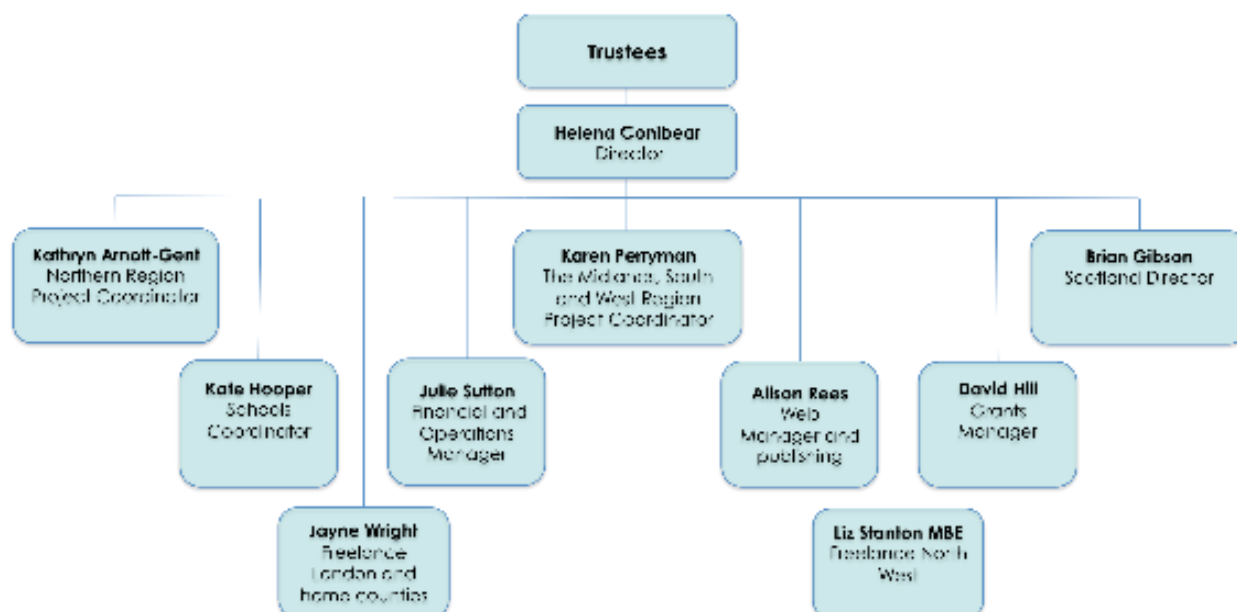 Trustees
Helena Conibear
Director
Kathryn Arnott-Gent
Northern Region
Project Coordinator
Karen Perryman
The Midlands, South
and West Region
Project Coordinator
Brian Gibson
Scotland Director
Kate Hooper
Schools
Coordinator
Julie Sutton
Financial and
Operations
Manager
Alison Rees
Web
Manager and
publishing
David Hill
Grants
Manager
Jayne Wright
Freelance
London and
home counties
Liz Stanton MBE
Freelance North
West